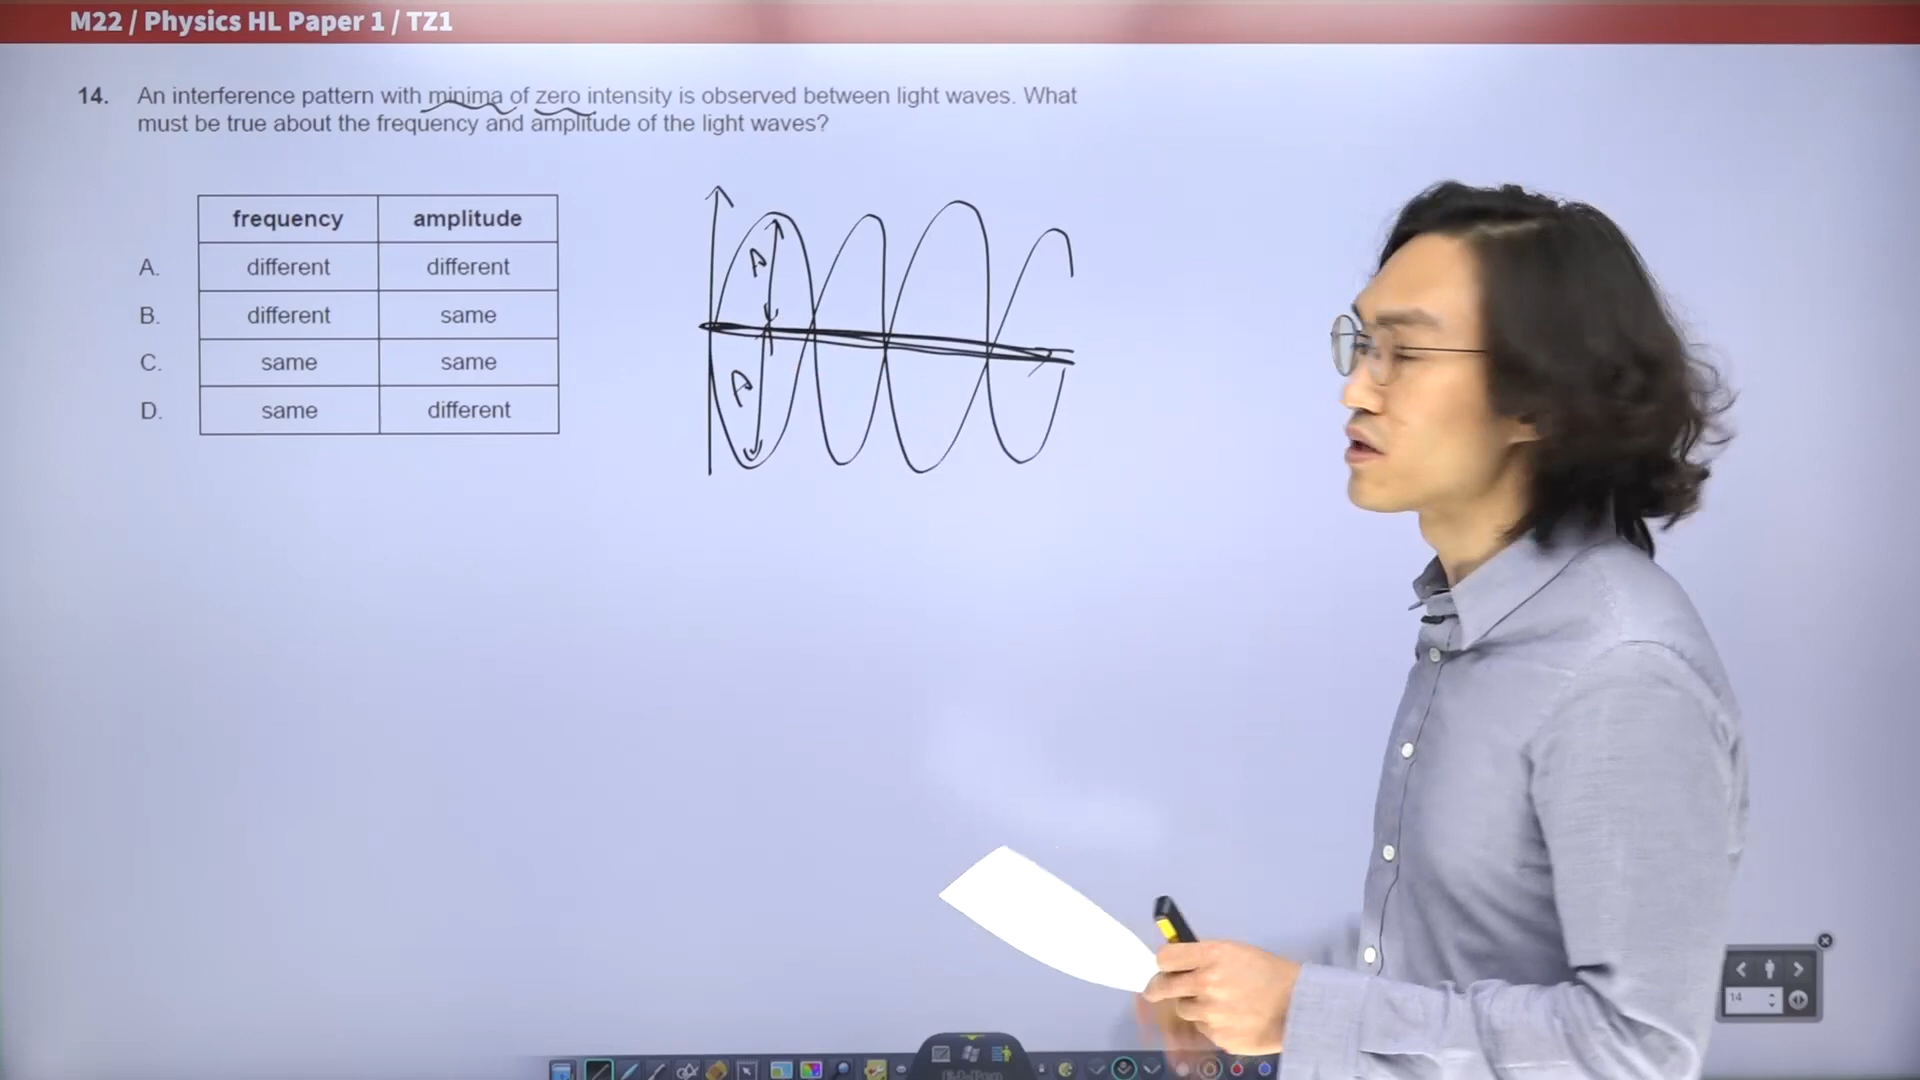 M22 / Physics HL Paper 1 / TZ1
14. An interference pattern with minima of zero intensity is observed between light waves. What
must be true about the frequency and amplitude of the light waves?
frequency amplitude
A. different different
B. different same
C. same same
D. same different
A
A
14